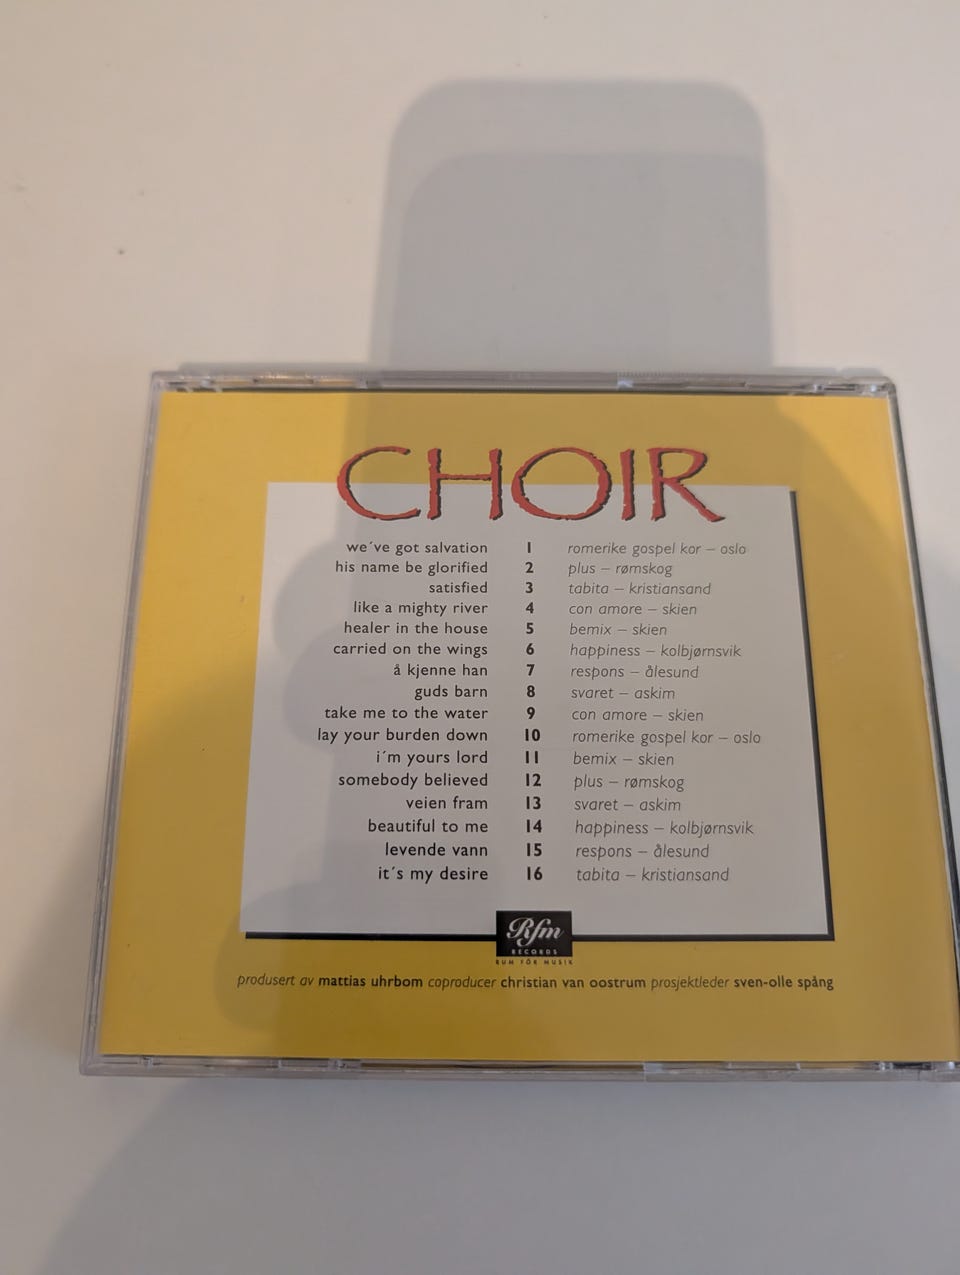 CHOIR
we´ve got salvation 1 romerike gospel kor – oslo
his name be glorified 2 plus – rømskog
satisfied 3 tabita – kristiansand
like a mighty river 4 con amore – skien
healer in the house 5 bemix – skien
carried on the wings 6 happiness – kolbjørnsvik
å kjenne han 7 respons – ålesund
guds barn 8 svaret – askim
take me to the water 9 con amore – skien
lay your burden down 10 romerike gospel kor – oslo
i´m yours lord 11 bemix – skien
somebody believed 12 plus – rømskog
veien fram 13 svaret – askim
beautiful to me 14 happiness – kolbjørnsvik
levende vann 15 respons – ålesund
it´s my desire 16 tabita – kristiansand
Rfm
RECORDS
RUM FÖR MUSIK
produsert av mattias uhrbom coproducer christian van oostrum prosjektleder sven-olle spång